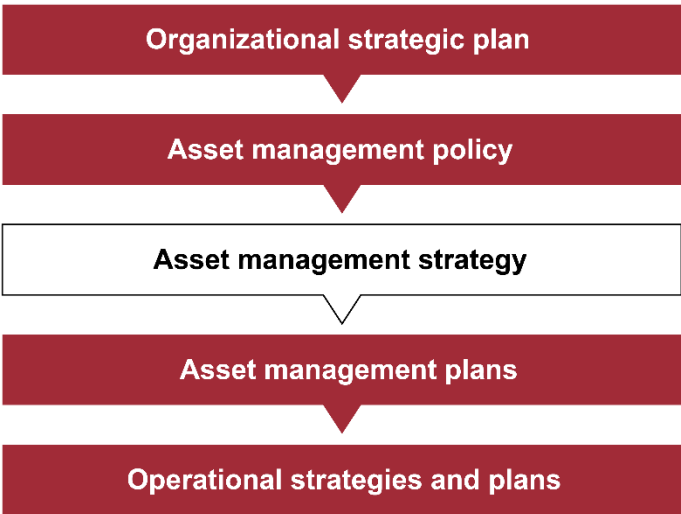 Organizational strategic plan
Asset management policy
Asset management strategy
Asset management plans
Operational strategies and plans